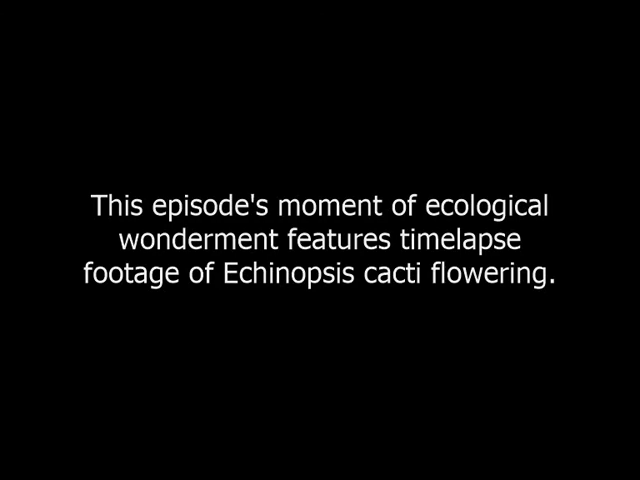 This episode's moment of ecological
wonderment features timelapse
footage of Echinopsis cacti flowering.